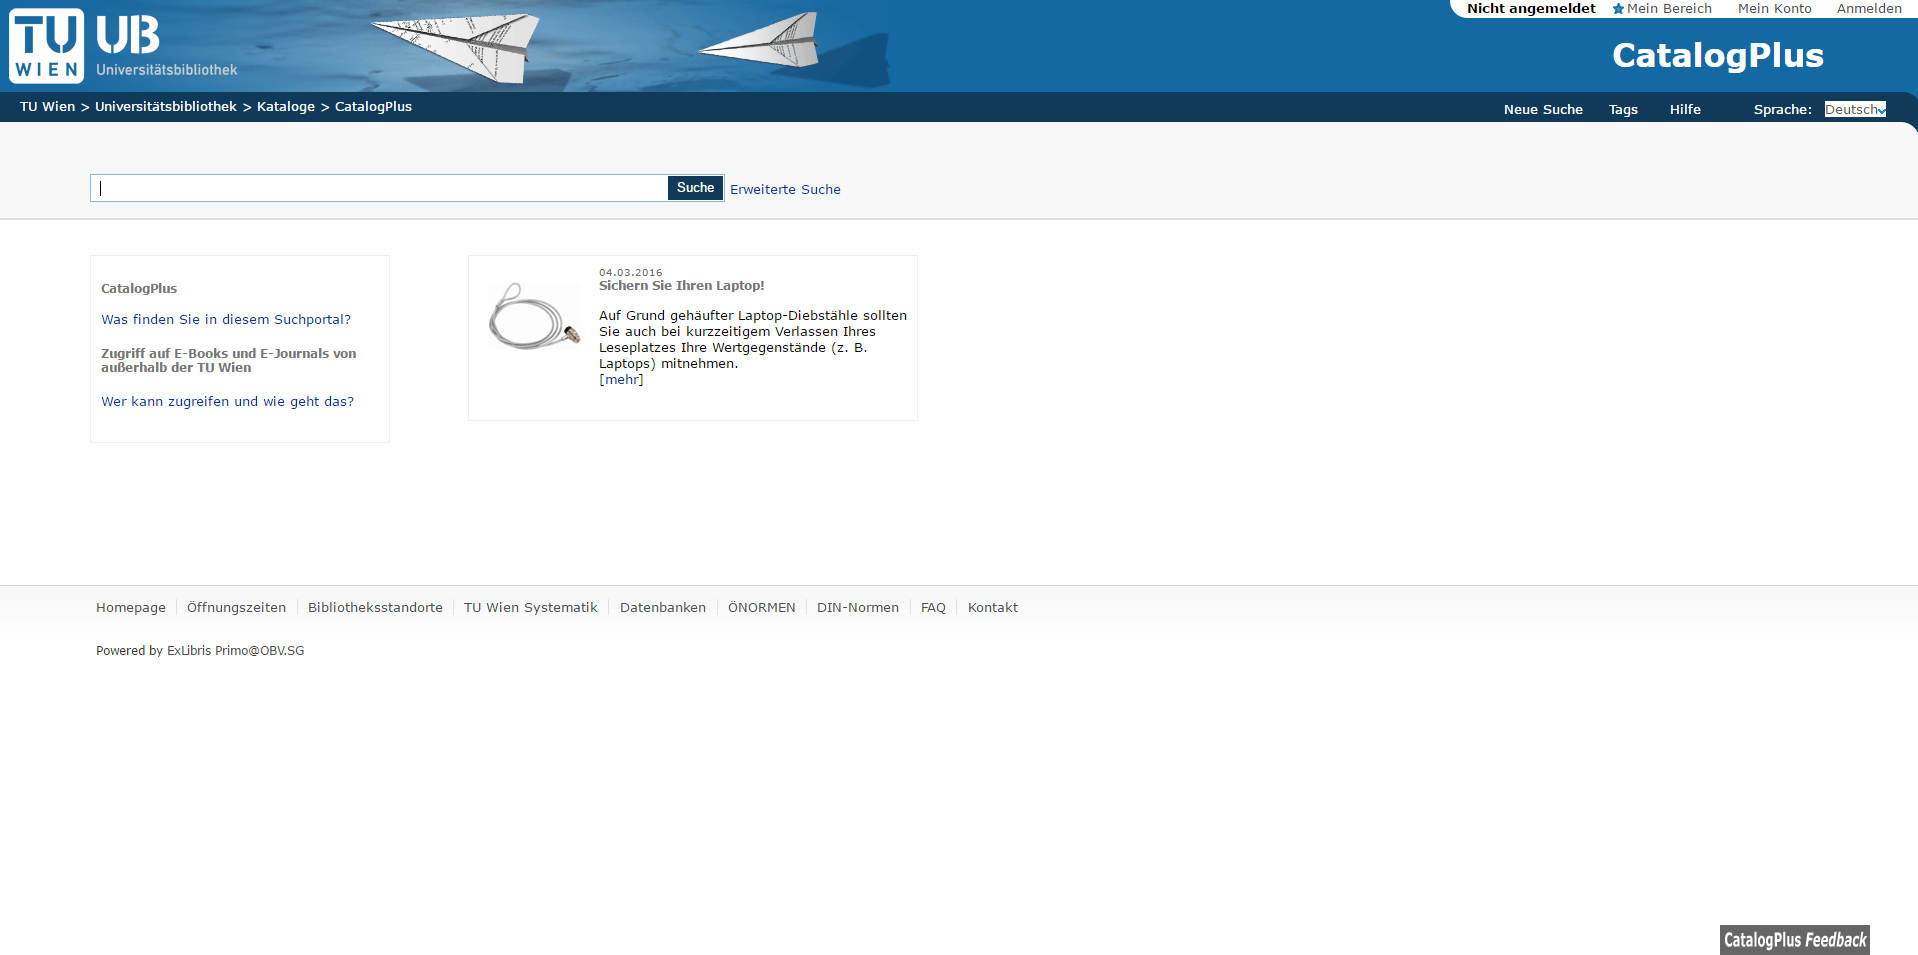 TU
WIEN
UB
Universitätsbibliothek
Nicht angemeldet Mein Bereich Mein Konto Anmelden
CatalogPlus
TU Wien > Universitätsbibliothek > Kataloge > CatalogPlus
Neue Suche Tags Hilfe Sprache: Deutsch
Suche Erweiterte Suche
CatalogPlus
Was finden Sie in diesem Suchportal?
Zugriff auf E-Books und E-Journals von
außerhalb der TU Wien
Wer kann zugreifen und wie geht das?
04.03.2016
Sichern Sie Ihren Laptop!
Auf Grund gehäufter Laptop-Diebstähle sollten
Sie auch bei kurzzeitigem Verlassen Ihres
Leseplatzes Ihre Wertgegenstände (z. B.
Laptops) mitnehmen.
[mehr]
Homepage Öffnungszeiten Bibliotheksstandorte TU Wien Systematik Datenbanken ÖNORMEN DIN-Normen FAQ Kontakt
Powered by ExLibris Primo@OBV.SG
CatalogPlus Feedback